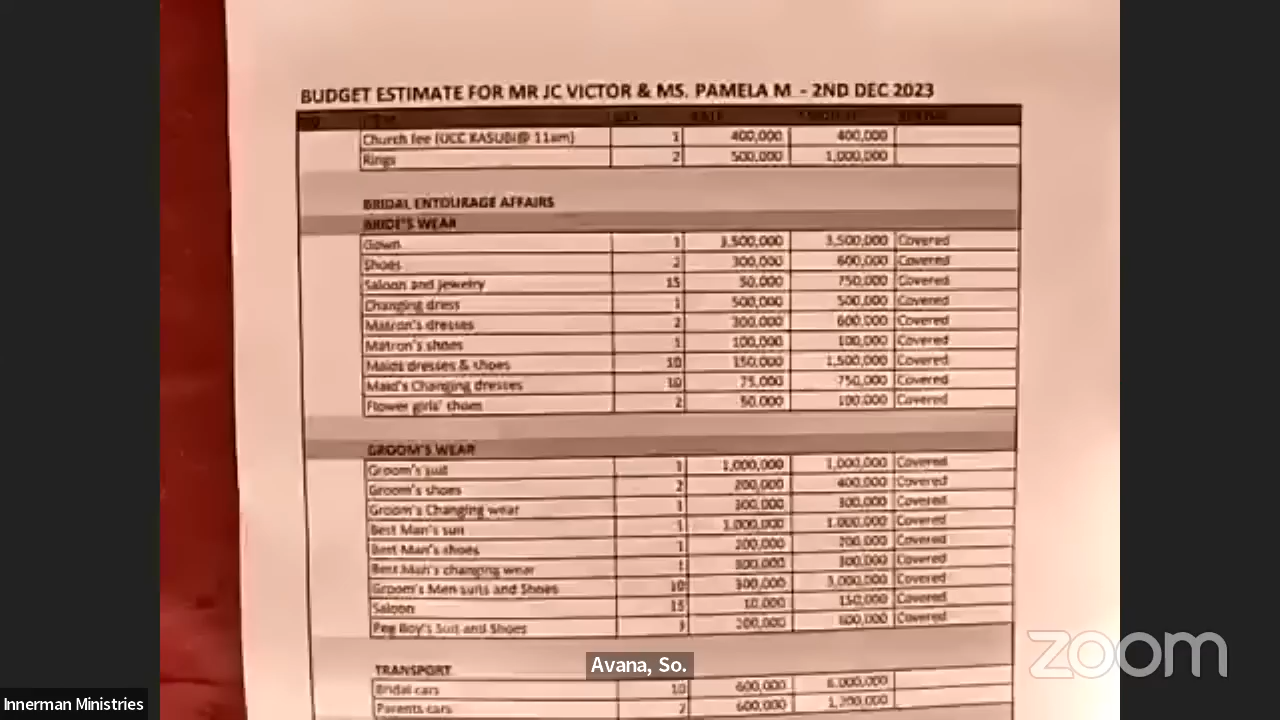 BUDGET ESTIMATE FOR MR JC VICTOR & MS. PAMELA M - 2ND DEC 2023
Church fee (UCC KASUBI@ 11am) 1 400,000 400,000
Rings 2 500,000 1,000,000
BRIDAL ENTOURAGE AFFAIRS
BRIDE'S WEAR
Gown 1 3,500,000 3,500,000 Covered
Shoes 2 300,000 600,000 Covered
Saloon and jewelry 15 50,000 750,000 Covered
Changing dress 1 500,000 500,000 Covered
Matron's dresses 2 300,000 600,000 Covered
Matron's shoes 1 100,000 100,000 Covered
Maids dresses & shoes 10 150,000 1,500,000 Covered
Maid's Changing dresses 10 75,000 750,000 Covered
Flower girls' 2 50,000 100,000 Covered
GROOM'S WEAR
Groom's suit 1 1,000,000 1,000,000 Covered
Groom's shoes 2 200,000 400,000 Covered
Groom's Changing wear 1 300,000 300,000 Covered
Best Man's suit 1 1,000,000 1,000,000 Covered
Best Man's shoes 1 200,000 200,000 Covered
Best Man's changing wear 1 300,000 300,000 Covered
Groom's Men suits and Shoes 10 300,000 3,000,000 Covered
Saloon 15 10,000 150,000 Covered
Peg Boy's Suit and Shoes 200,000 600,000 Covered
TRANSPORT
Bridal cars 10 600,000 6,000,000
Parents cars 2 600,000 1,200,000
Avana, So.
zoom
Innerman Ministries